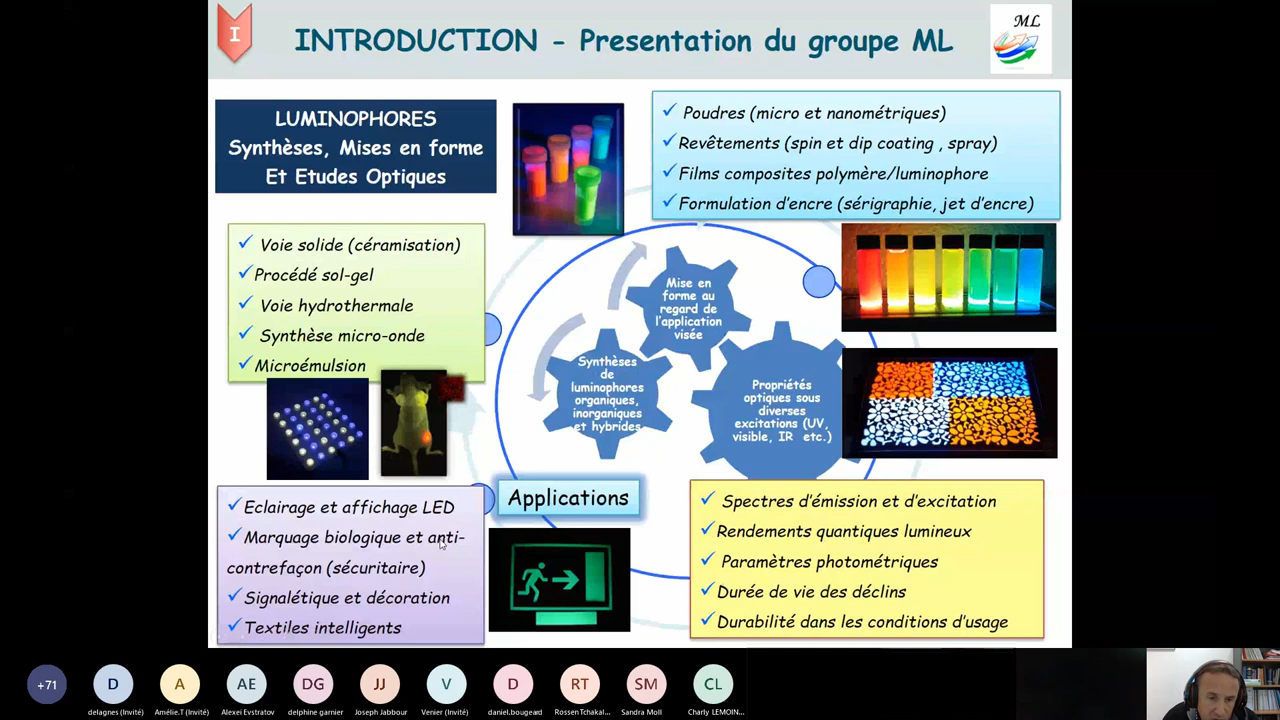 I
INTRODUCTION - Presentation du groupe ML
ML
LUMINOPHORES
Synthèses, Mises en forme
Et Etudes Optiques
✓ Poudres (micro et nanométriques)
✓ Revêtements (spin et dip coating , spray)
✓ Films composites polymère/luminophore
✓ Formulation d'encre (sérigraphie, jet d'encre)
✓ Voie solide (céramisation)
✓ Procédé sol-gel
✓ Voie hydrothermale
✓ Synthèse micro-onde
✓ Microémulsion
Mise en
forme au
regard de
l'application
visée
Synthèses
de
luminophores
organiques,
inorganiques
et hybrides
Propriétés
optiques sous
diverses
excitations (UV,
visible, IR etc.)
✓ Eclairage et affichage LED
✓ Marquage biologique et anti-
contrefaçon (sécuritaire)
✓ Signalétique et décoration
✓ Textiles intelligents
Applications
✓ Spectres d'émission et d'excitation
✓ Rendements quantiques lumineux
✓ Paramètres photométriques
✓ Durée de vie des déclins
✓ Durabilité dans les conditions d'usage
+71
D
A
AE
DG
JJ
V
D
RT
SM
CL
delagnes (Invité)
Amélie.T (Invité)
Alexei Evstratov
delphine garnier
Joseph Jabbour
Venier (Invité)
daniel.bougeard
Rossen Tchakal...
Sandra Moll
Charly LEMOIN...